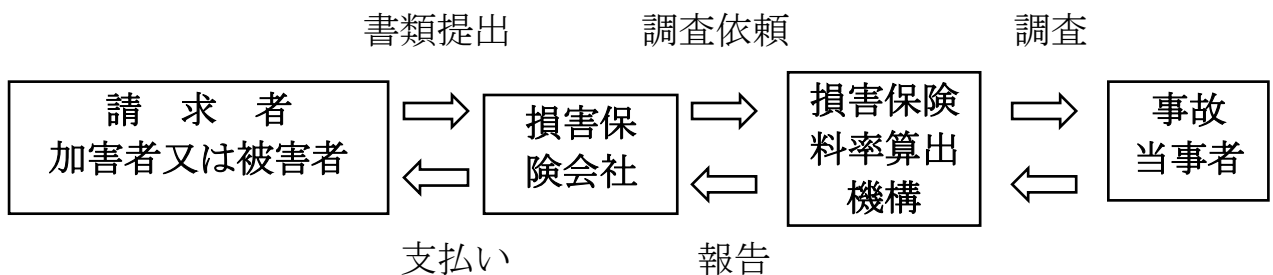 書類提出
調査依頼
調査
請　求　者
加害者又は被害者
損害保
険会社
損害保険
料率算出
機構
事故
当事者
支払い
報告